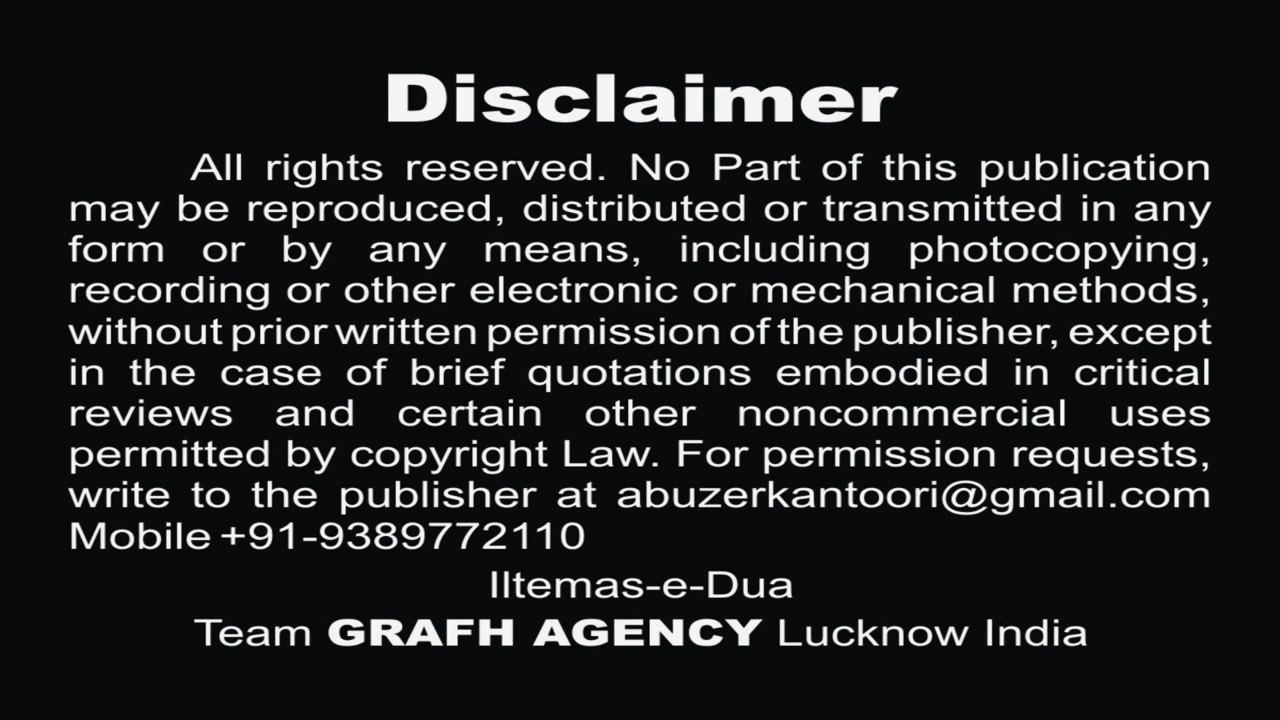 Disclaimer
All rights reserved. No Part of this publication
may be reproduced, distributed or transmitted in any
form or by any means, including photocopying,
recording or other electronic or mechanical methods,
without prior written permission of the publisher, except
in the case of brief quotations embodied in critical
reviews and certain other noncommercial uses
permitted by copyright Law. For permission requests,
write to the publisher at abuzerkantoori@gmail.com
Mobile +91-9389772110
Iltemas-e-Dua
Team GRAFH AGENCY Lucknow India